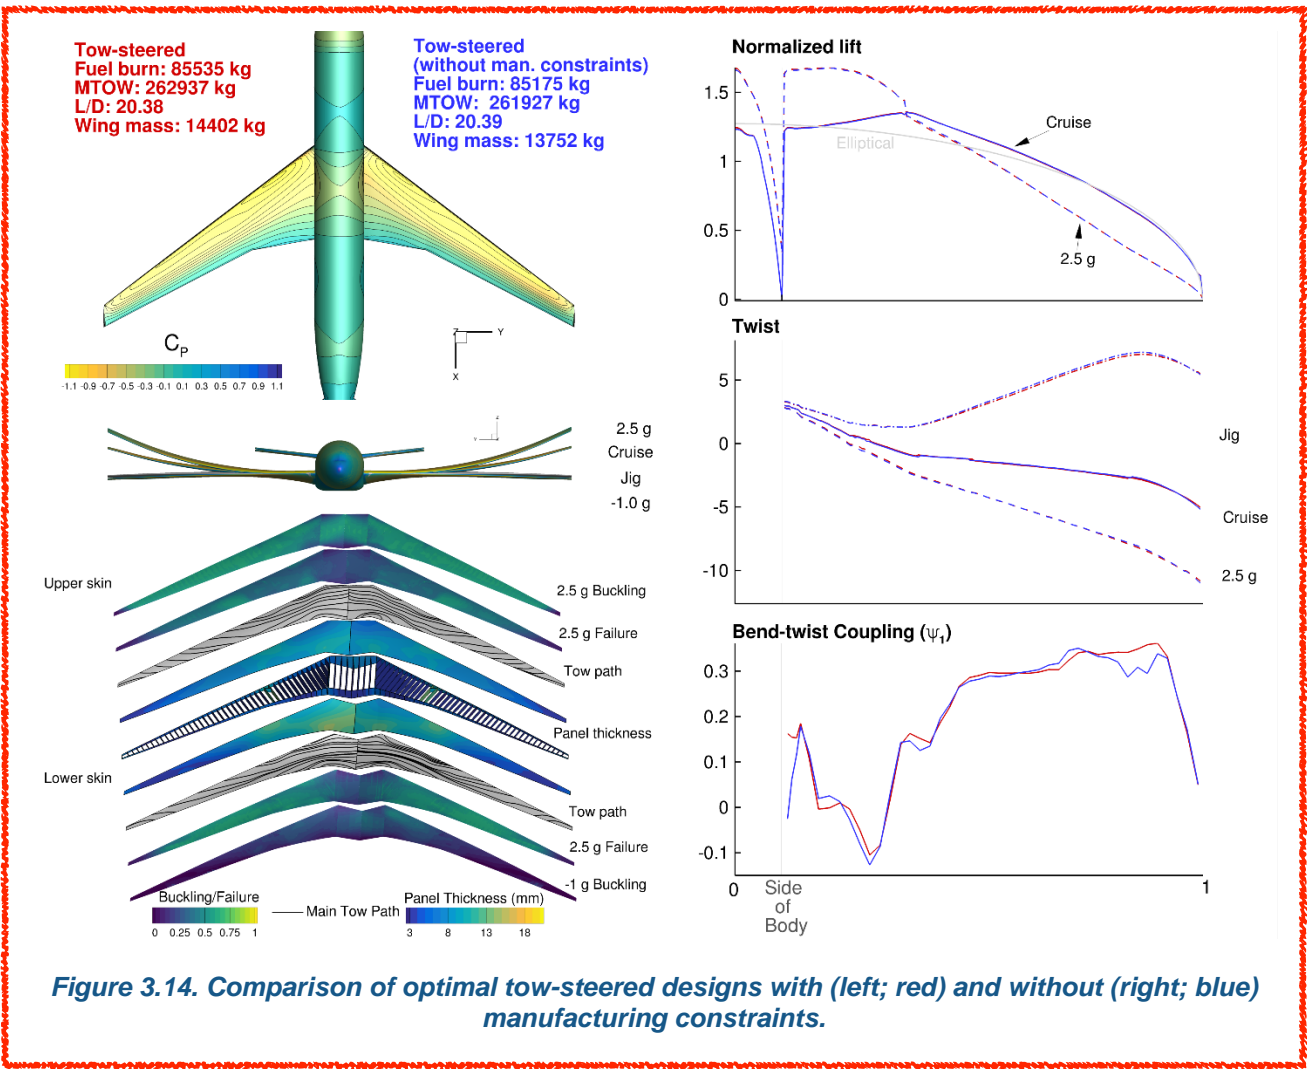 Tow-steered
Fuel burn: 85535 kg
MTOW: 262937 kg
L/D: 20.38
Wing mass: 14402 kg
Tow-steered
(without man. constraints)
Fuel burn: 85175 kg
MTOW: 261927 kg
L/D: 20.39
Wing mass: 13752 kg
C_P
-1.1 -0.9 -0.7 -0.5 -0.3 -0.1 0.1 0.3 0.5 0.7 0.9 1.1
Z Y
X
Z
Y
2.5 g
Cruise
Jig
-1.0 g
Upper skin
2.5 g Buckling
2.5 g Failure
Tow path
Panel thickness
Lower skin
Tow path
2.5 g Failure
-1 g Buckling
Buckling/Failure
0 0.25 0.5 0.75 1
Main Tow Path
Panel Thickness (mm)
3 8 13 18
Normalized lift
1.5
1
0.5
0
Cruise
Elliptical
2.5 g
Twist
5
0
-5
-10
Jig
Cruise
2.5 g
Bend-twist Coupling (ψ₁)
0.3
0.2
0.1
0
-0.1
0 1
Side
of
Body
Figure 3.14. Comparison of optimal tow-steered designs with (left; red) and without (right; blue)
manufacturing constraints.